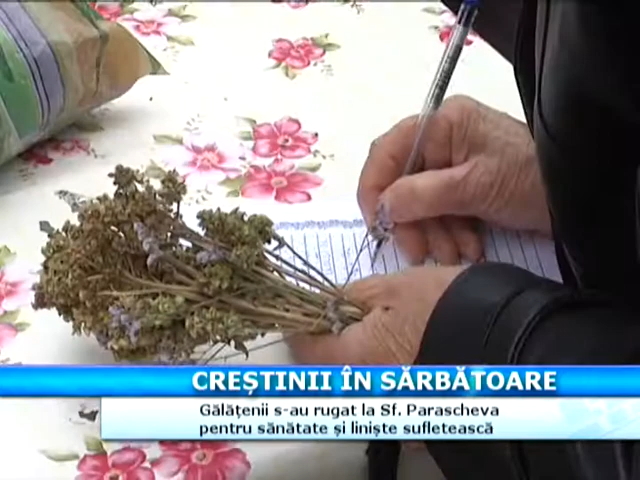 CREȘTINII ÎN SĂRBĂTOARE
Gălățenii s-au rugat la Sf. Parascheva
pentru sănătate și liniște sufletească